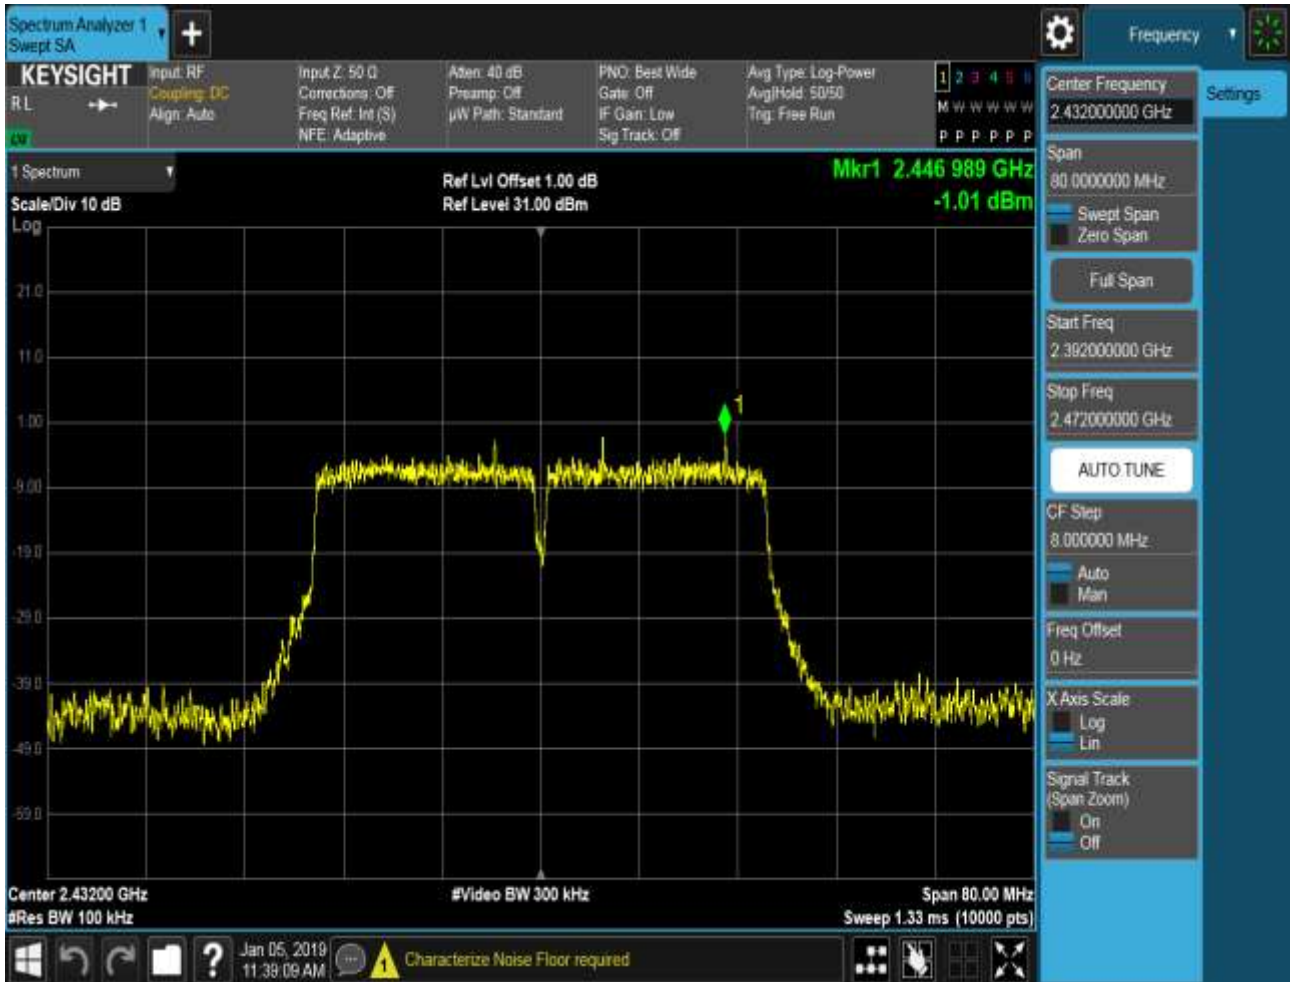 Spectrum Analyzer 1
Swept SA
+
Frequency
KEYSIGHT
RL
LXI
Input: RF
Coupling: DC
Align: Auto
Input Z: 50 Ω
Corrections: Off
Freq Ref: Int (S)
NFE: Adaptive
Atten: 40 dB
Preamp: Off
µW Path: Standard
PNO: Best Wide
Gate: Off
IF Gain: Low
Sig Track: Off
Avg Type: Log-Power
Avg|Hold: 50/50
Trig: Free Run
1 2 3 4 5 6
M W W W W W
P P P P P P
1 Spectrum
Scale/Div 10 dB
Log
Ref Lvl Offset 1.00 dB
Ref Level 31.00 dBm
Mkr1 2.446 989 GHz
-1.01 dBm
21.0
11.0
1.00
-9.00
-19.0
-29.0
-39.0
-49.0
-59.0
1
Center 2.43200 GHz
#Res BW 100 kHz
#Video BW 300 kHz
Span 80.00 MHz
Sweep 1.33 ms (10000 pts)
Center Frequency
2.432000000 GHz
Settings
Span
80.0000000 MHz
Swept Span
Zero Span
Full Span
Start Freq
2.392000000 GHz
Stop Freq
2.472000000 GHz
AUTO TUNE
CF Step
8.000000 MHz
Auto
Man
Freq Offset
0 Hz
X Axis Scale
Log
Lin
Signal Track
(Span Zoom)
On
Off
?
Jan 05, 2019
11:39:09 AM
1
Characterize Noise Floor required